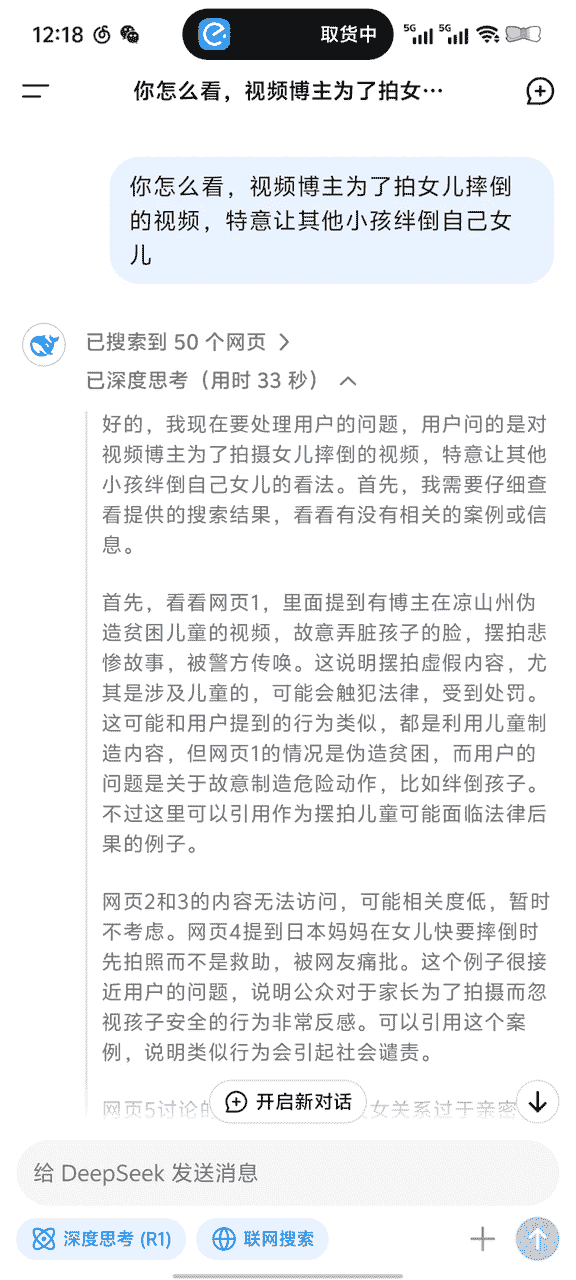 12:18
取货中
5G
5G
你怎么看，视频博主为了拍女…
你怎么看，视频博主为了拍女儿摔倒
的视频，特意让其他小孩绊倒自己女
儿
已搜索到 50 个网页
已深度思考（用时 33 秒）
好的，我现在要处理用户的问题，用户问的是对
视频博主为了拍摄女儿摔倒的视频，特意让其他
小孩绊倒自己女儿的看法。首先，我需要仔细查
看提供的搜索结果，看看有没有相关的案例或信
息。
首先，看看网页1，里面提到有博主在凉山州伪
造贫困儿童的视频，故意弄脏孩子的脸，摆拍悲
惨故事，被警方传唤。这说明摆拍虚假内容，尤
其是涉及儿童的，可能会触犯法律，受到处罚。
这可能和用户提到的行为类似，都是利用儿童制
造内容，但网页1的情况是伪造贫困，而用户的
问题是关于故意制造危险动作，比如绊倒孩子。
不过这里可以引用作为摆拍儿童可能面临法律后
果的例子。
网页2和3的内容无法访问，可能相关度低，暂时
不考虑。网页4提到日本妈妈在女儿快要摔倒时
先拍照而不是救助，被网友痛批。这个例子很接
近用户的问题，说明公众对于家长为了拍摄而忽
视孩子安全的行为非常反感。可以引用这个案
例，说明类似行为会引起社会谴责。
网页5讨论的
女关系过于亲密
开启新对话
给 DeepSeek 发送消息
深度思考 (R1)
联网搜索